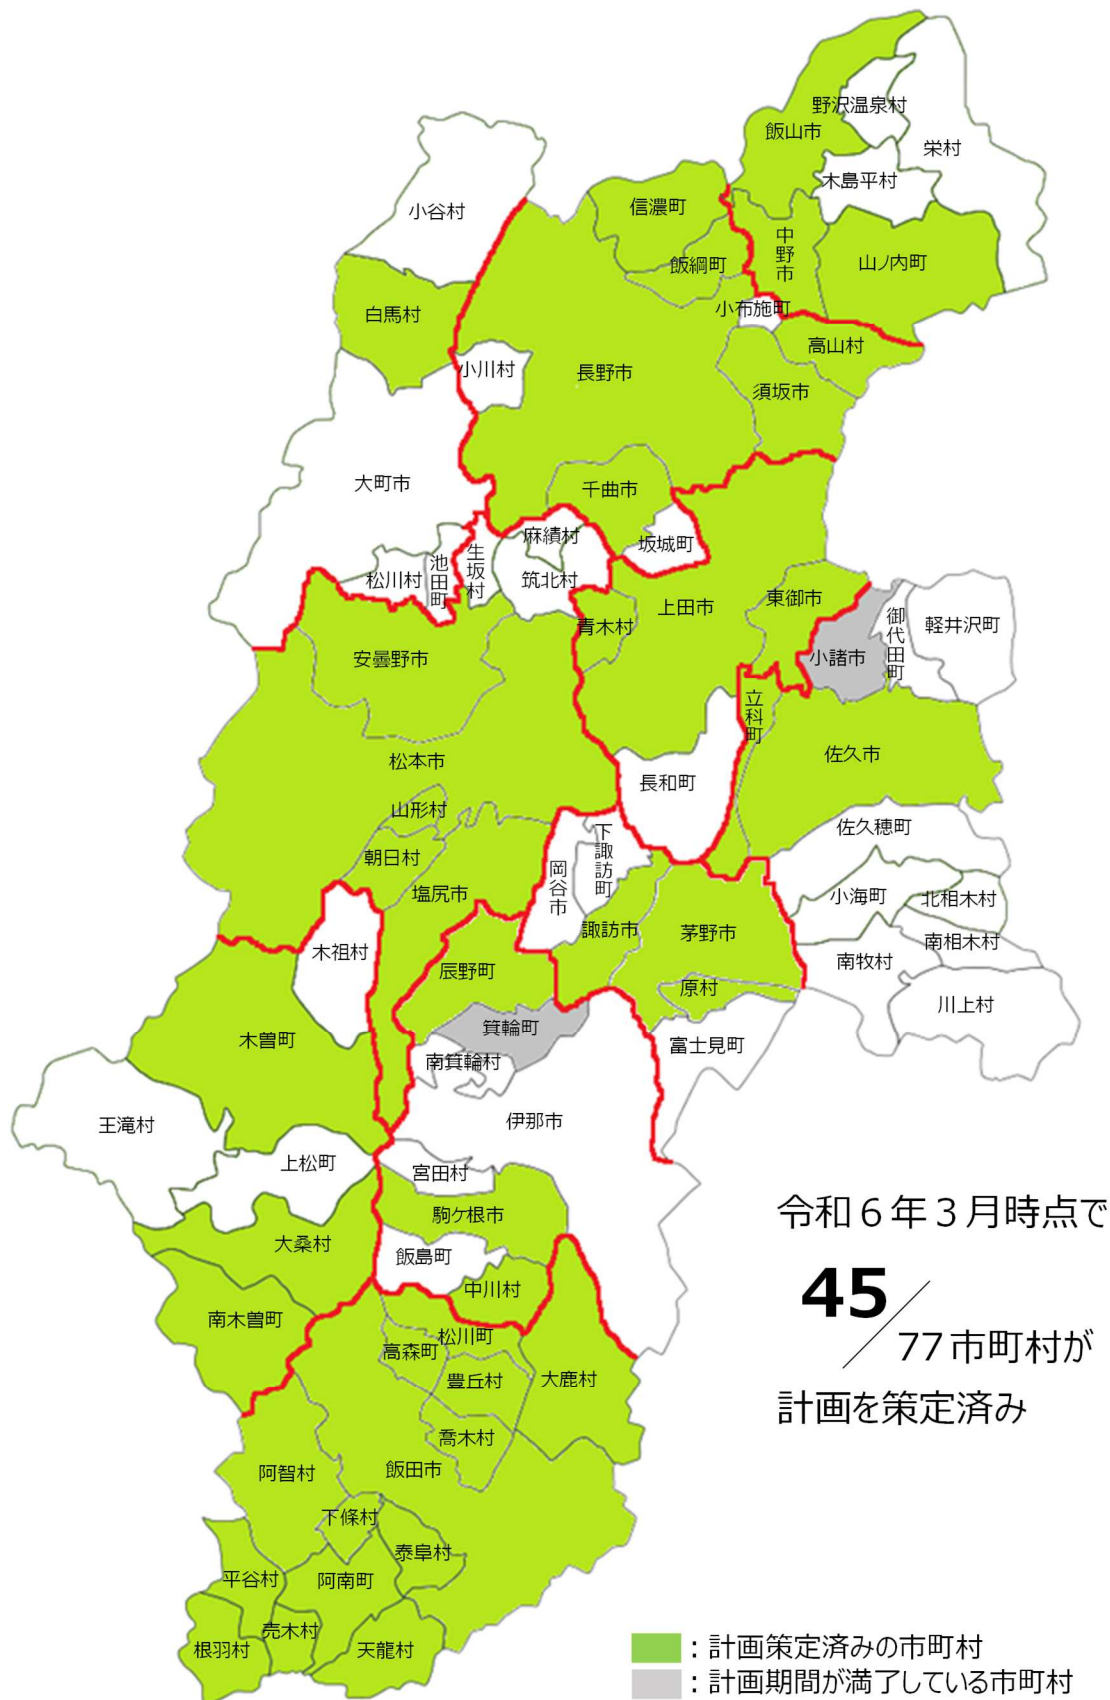 野沢温泉村
飯山市
栄村
木島平村
小谷村
信濃町
中野市
飯綱町
山ノ内町
白馬村
小布施町
高山村
小川村
長野市
須坂市
大町市
千曲市
麻績村
坂城町
生坂村
池田町
松川村
筑北村
上田市
東御市
青木村
御代田町
軽井沢町
安曇野市
小諸市
立科町
松本市
佐久市
長和町
山形村
佐久穂町
下諏訪町
朝日村
岡谷市
塩尻市
小海町
北相木村
諏訪市
茅野市
木祖村
南相木村
南牧村
辰野町
原村
川上村
箕輪町
木曽町
富士見町
南箕輪村
王滝村
伊那市
上松町
宮田村
駒ケ根市
大桑村
飯島町
中川村
南木曽町
松川町
高森町
豊丘村
大鹿村
喬木村
飯田市
阿智村
下條村
泰阜村
平谷村
阿南町
売木村
根羽村
天龍村
令和6年3月時点で
45/77市町村が
計画を策定済み
:計画策定済みの市町村
:計画期間が満了している市町村